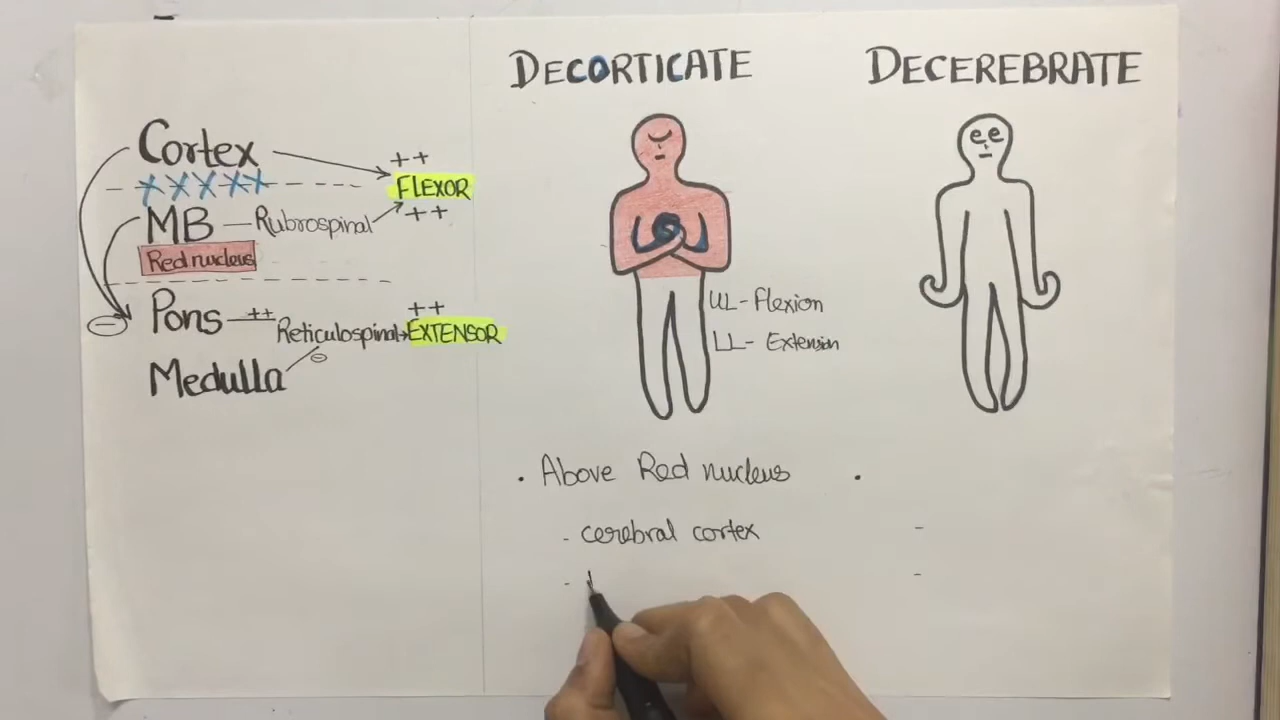 DECORTICATE
DECEREBRATE
Cortex
++
FLEXOR
++
MB
Rubrospinal
Red nucleus
Pons
++
Reticulospinal
++
EXTENSOR
Medulla
UL - Flexion
LL - Extension
. Above Red nucleus
- cerebral cortex